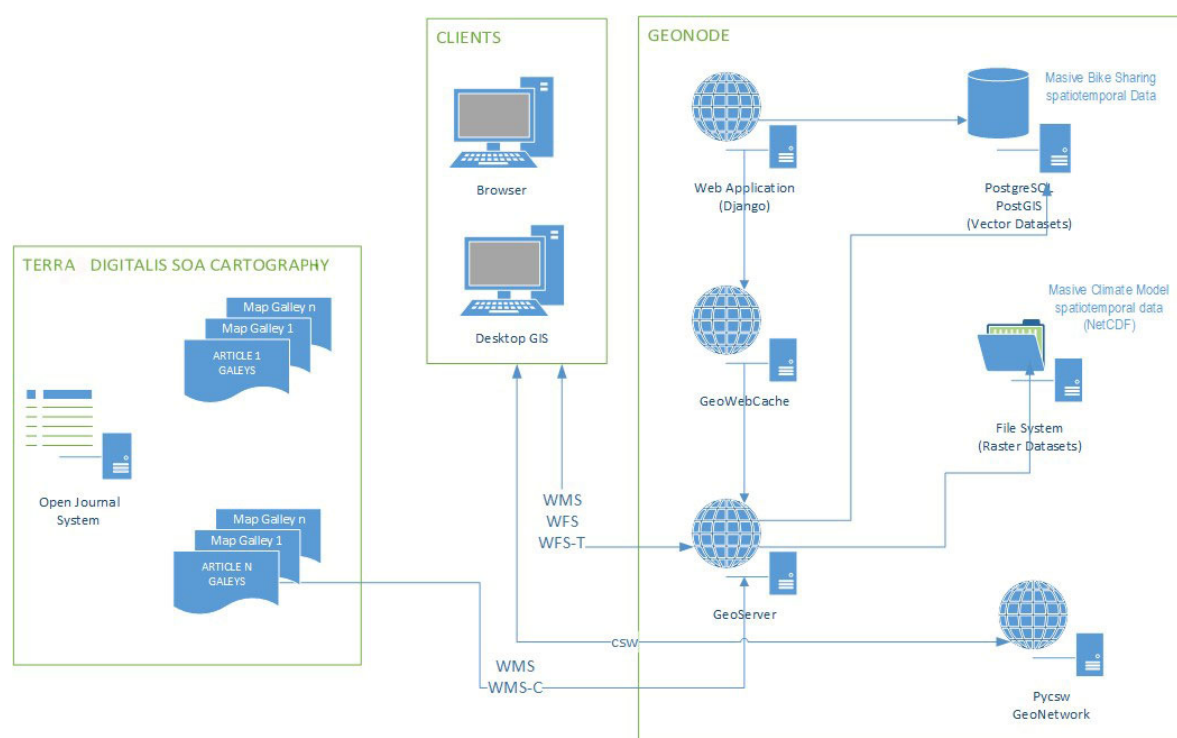 CLIENTS
Browser
Desktop GIS
GEONODE
Masive Bike Sharing
spatiotemporal Data
Web Application
(Django)
PostgreSQL
PostGIS
(Vector Datasets)
Masive Climate Model
spatiotemporal data
(NetCDF)
GeoWebCache
File System
(Raster Datasets)
TERRA DIGITALIS SOA CARTOGRAPHY
Map Galley n
Map Galley 1
ARTICLE 1
GALEYS
Open Journal
System
Map Galley n
Map Galley 1
ARTICLE N
GALEYS
WMS
WFS
WFS-T
GeoServer
csw
WMS
WMS-C
Pycsw
GeoNetwork